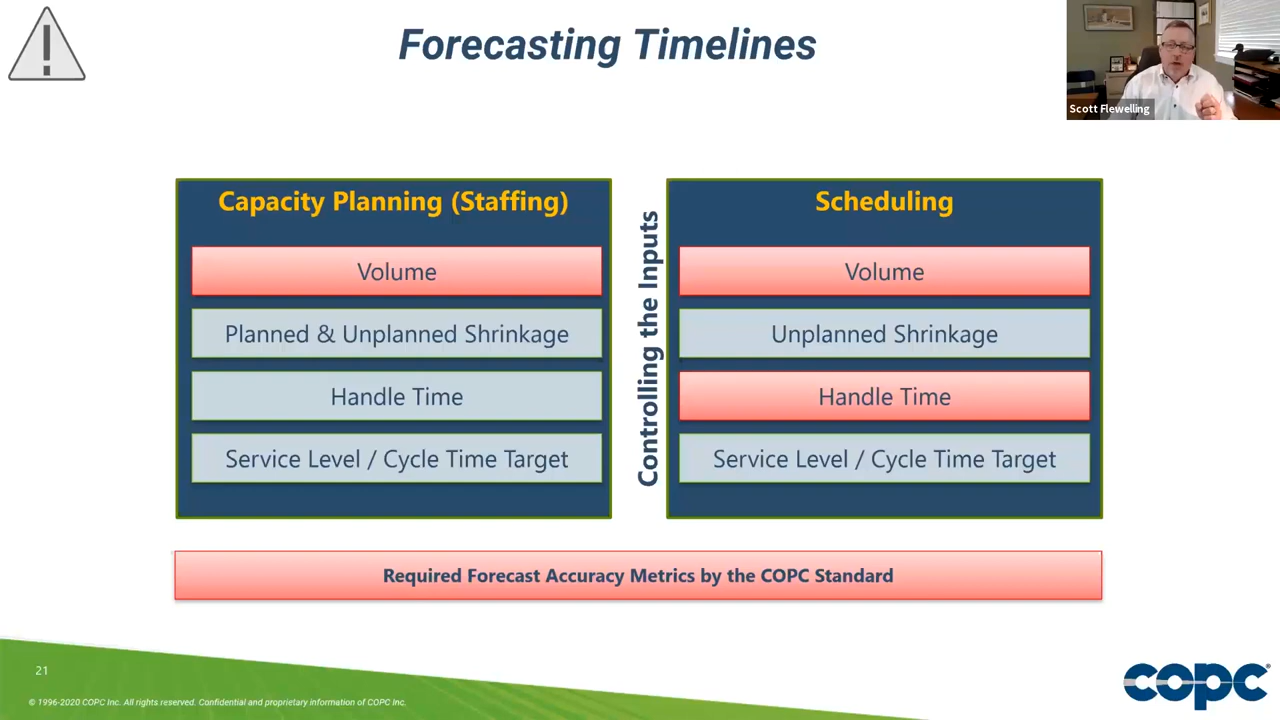 Forecasting Timelines
Scott Flewelling
Capacity Planning (Staffing)
Volume
Planned & Unplanned Shrinkage
Handle Time
Service Level / Cycle Time Target
Controlling the Inputs
Scheduling
Volume
Unplanned Shrinkage
Handle Time
Service Level / Cycle Time Target
Required Forecast Accuracy Metrics by the COPC Standard
21
© 1996-2020 COPC Inc. All rights reserved. Confidential and proprietary information of COPC Inc.
copc®